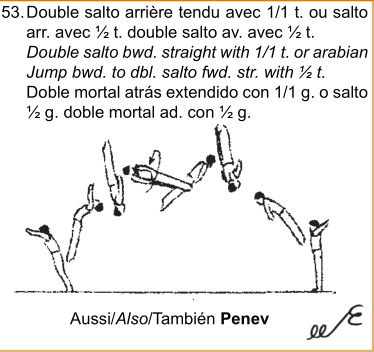 53. Double salto arrière tendu avec 1/1 t. ou salto
arr. avec ½ t. double salto av. avec ½ t.
Double salto bwd. straight with 1/1 t. or arabian
Jump bwd. to dbl. salto fwd. str. with ½ t.
Doble mortal atrás extendido con 1/1 g. o salto
½ g. doble mortal ad. con ½ g.
Aussi/Also/También Penev